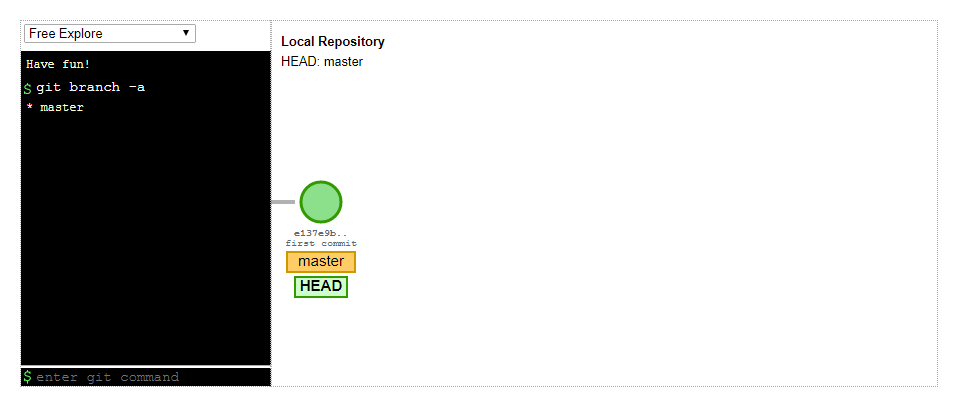 Free Explore
Have fun!
$ git branch -a
* master
$ enter git command
Local Repository
HEAD: master
e137e9b..
first commit
master
HEAD